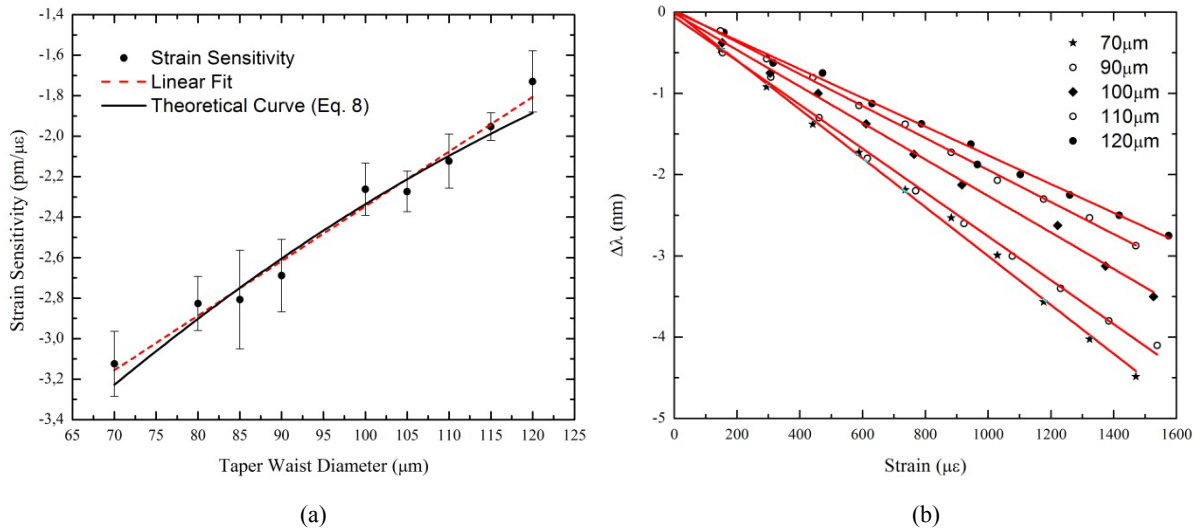 -1,4
-1,6
-1,8
-2,0
-2,2
-2,4
-2,6
-2,8
-3,0
-3,2
-3,4
Strain Sensitivity (pm/με)
Strain Sensitivity
Linear Fit
Theoretical Curve (Eq. 8)
65 70 75 80 85 90 95 100 105 110 115 120 125
Taper Waist Diameter (μm)
(a)
0
-1
-2
-3
-4
-5
Δλ (nm)
70μm
90μm
100μm
110μm
120μm
0 200 400 600 800 1000 1200 1400 1600
Strain (με)
(b)